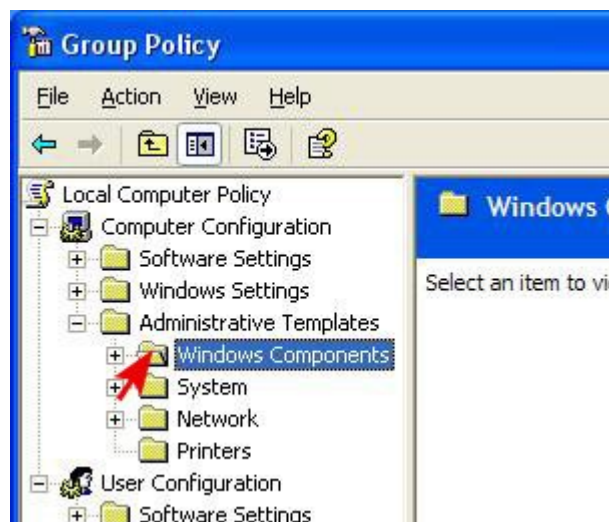 Group Policy
File Action View Help
Local Computer Policy
Computer Configuration
Software Settings
Windows Settings
Administrative Templates
Windows Components
System
Network
Printers
User Configuration
Software Settings
Windows
Select an item to